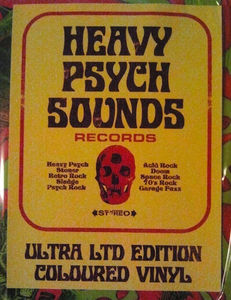 HEAVY
PSYCH
SOUNDS
RECORDS
Heavy Psych
Stoner
Retro Rock
Sludge
Psych Rock
Acid Rock
Doom
Space Rock
70's Rock
Garage Fuzz
STEREO
ULTRA LTD EDITION
COLOURED VINYL